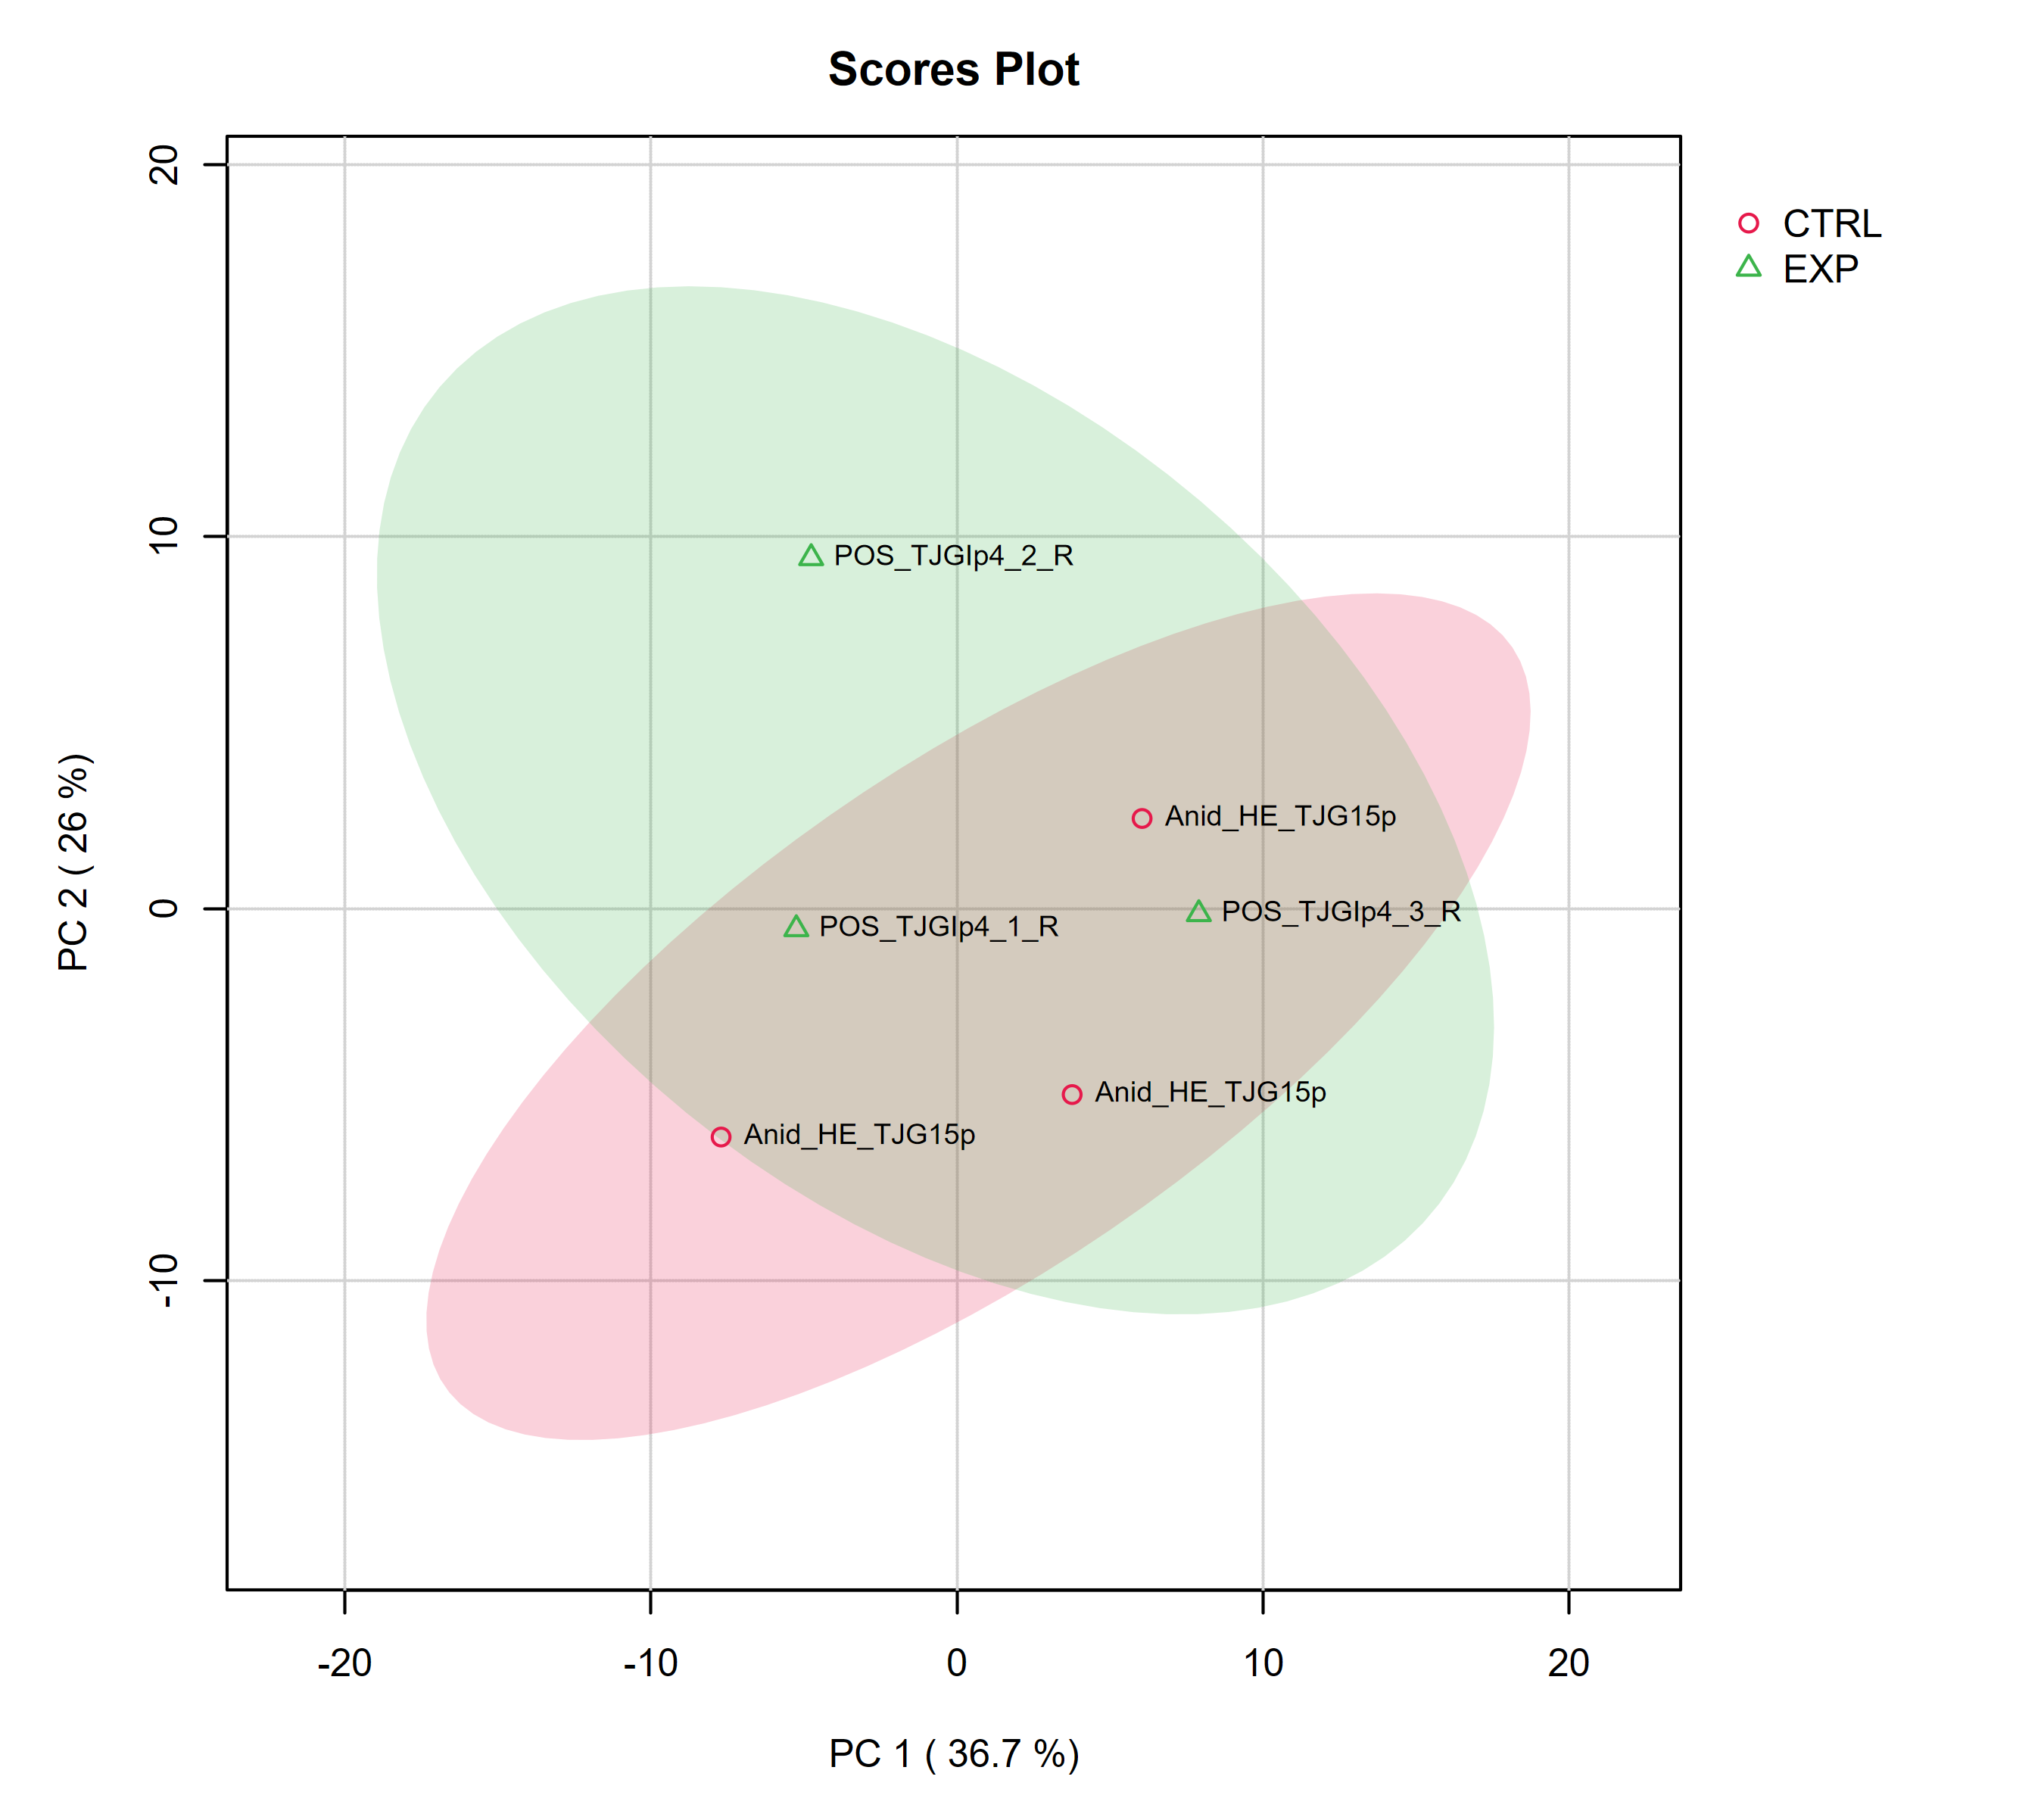 Scores Plot
CTRL
EXP
20
10
0
-10
PC 2 ( 26 %)
POS_TJGIp4_2_R
Anid_HE_TJG15p
POS_TJGIp4_3_R
POS_TJGIp4_1_R
Anid_HE_TJG15p
Anid_HE_TJG15p
-20
-10
0
10
20
PC 1 ( 36.7 %)